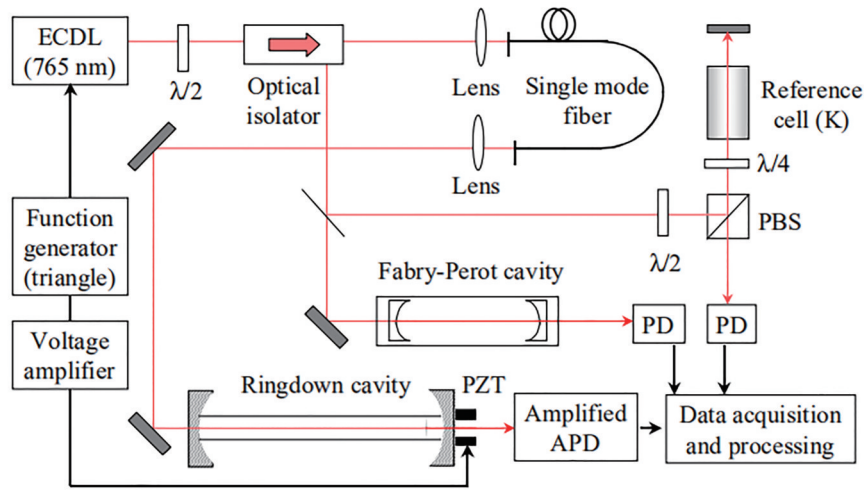 ECDL
(765 nm)
λ/2
Optical
isolator
Lens
Single mode
fiber
Reference
cell (K)
λ/4
Lens
PBS
λ/2
Function
generator
(triangle)
Fabry-Perot cavity
PD
PD
Voltage
amplifier
Ringdown cavity
PZT
Amplified
APD
Data acquisition
and processing